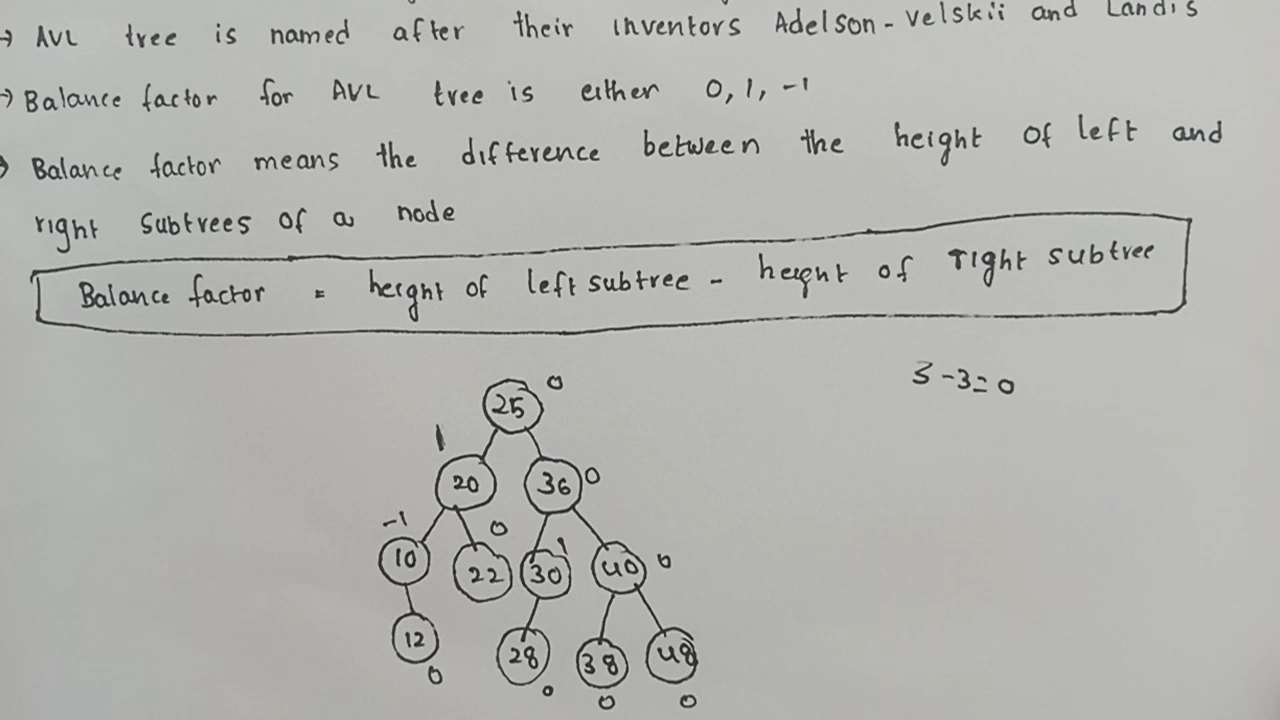 → AVL tree is named after their inventors Adelson-Velskii and Landis
→ Balance factor for AVL tree is either 0, 1, -1
→ Balance factor means the difference between the height of left and
right subtrees of a node
Balance factor = height of left subtree - height of right subtree
3-3=0
25 0
1
20 36 0
-1 0 1
10 22 30 40 0
12 28 38 48
0 0 0 0